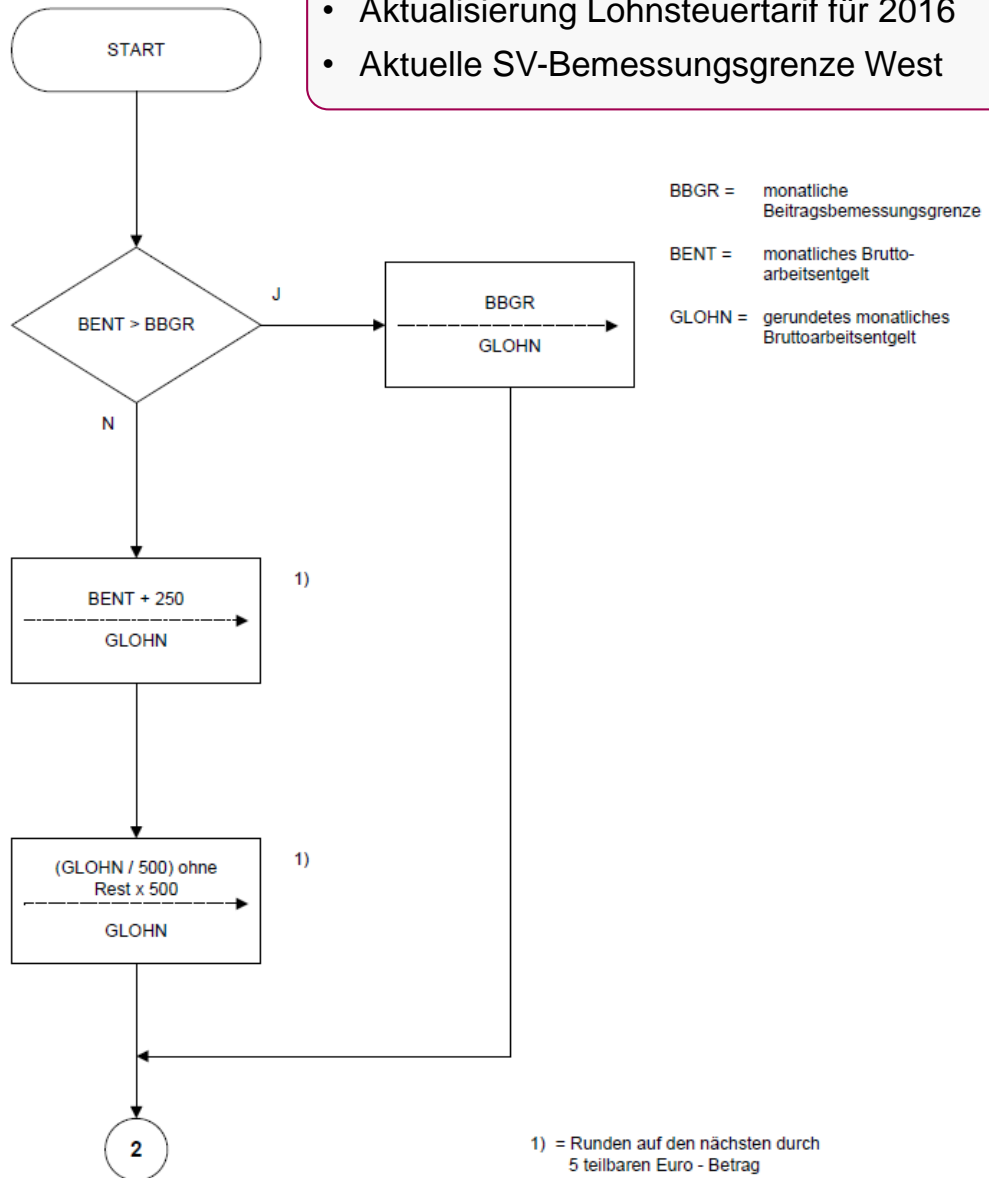 • Aktualisierung Lohnsteuertarif für 2016
• Aktuelle SV-Bemessungsgrenze West
START
BBGR = monatliche
Beitragsbemessungsgrenze
BENT = monatliches Brutto-
arbeitsentgelt
GLOHN = gerundetes monatliches
Bruttoarbeitsentgelt
BENT > BBGR
J
BBGR
GLOHN
N
BENT + 250
GLOHN
1)
(GLOHN / 500) ohne
Rest x 500
GLOHN
1)
2
1) = Runden auf den nächsten durch
5 teilbaren Euro - Betrag